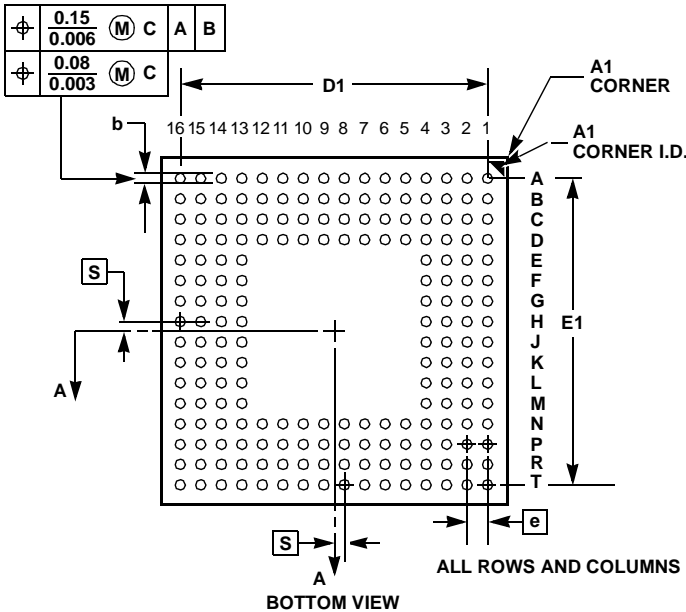 0.15
0.006 Ⓜ C A B
0.08
0.003 Ⓜ C
D1
A1
CORNER
b
16 15 14 13 12 11 10 9 8 7 6 5 4 3 2 1
A1
CORNER I.D.
A
B
C
D
E
F
S
G
H
E1
J
K
A
L
M
N
P
R
T
S
e
A
ALL ROWS AND COLUMNS
BOTTOM VIEW